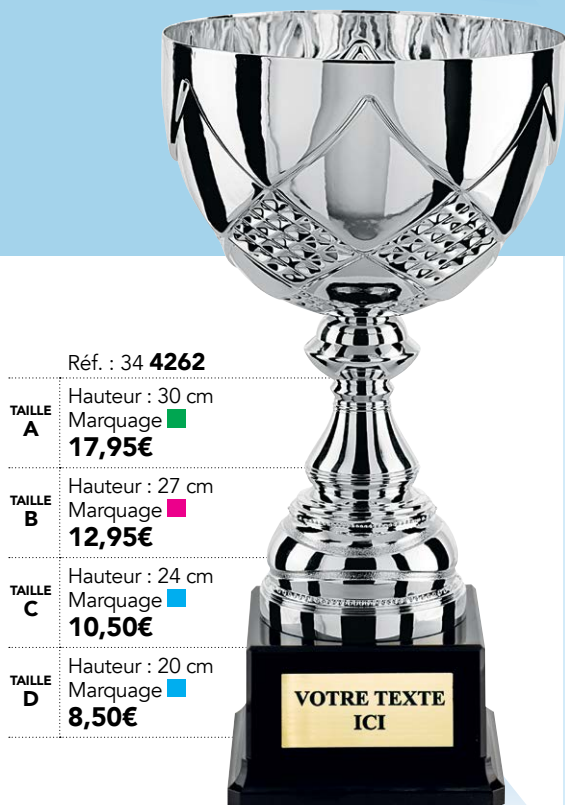 Réf. : 34 4262
TAILLE
A
Hauteur : 30 cm
Marquage
17,95€
TAILLE
B
Hauteur : 27 cm
Marquage
12,95€
TAILLE
C
Hauteur : 24 cm
Marquage
10,50€
TAILLE
D
Hauteur : 20 cm
Marquage
8,50€
VOTRE TEXTE
ICI